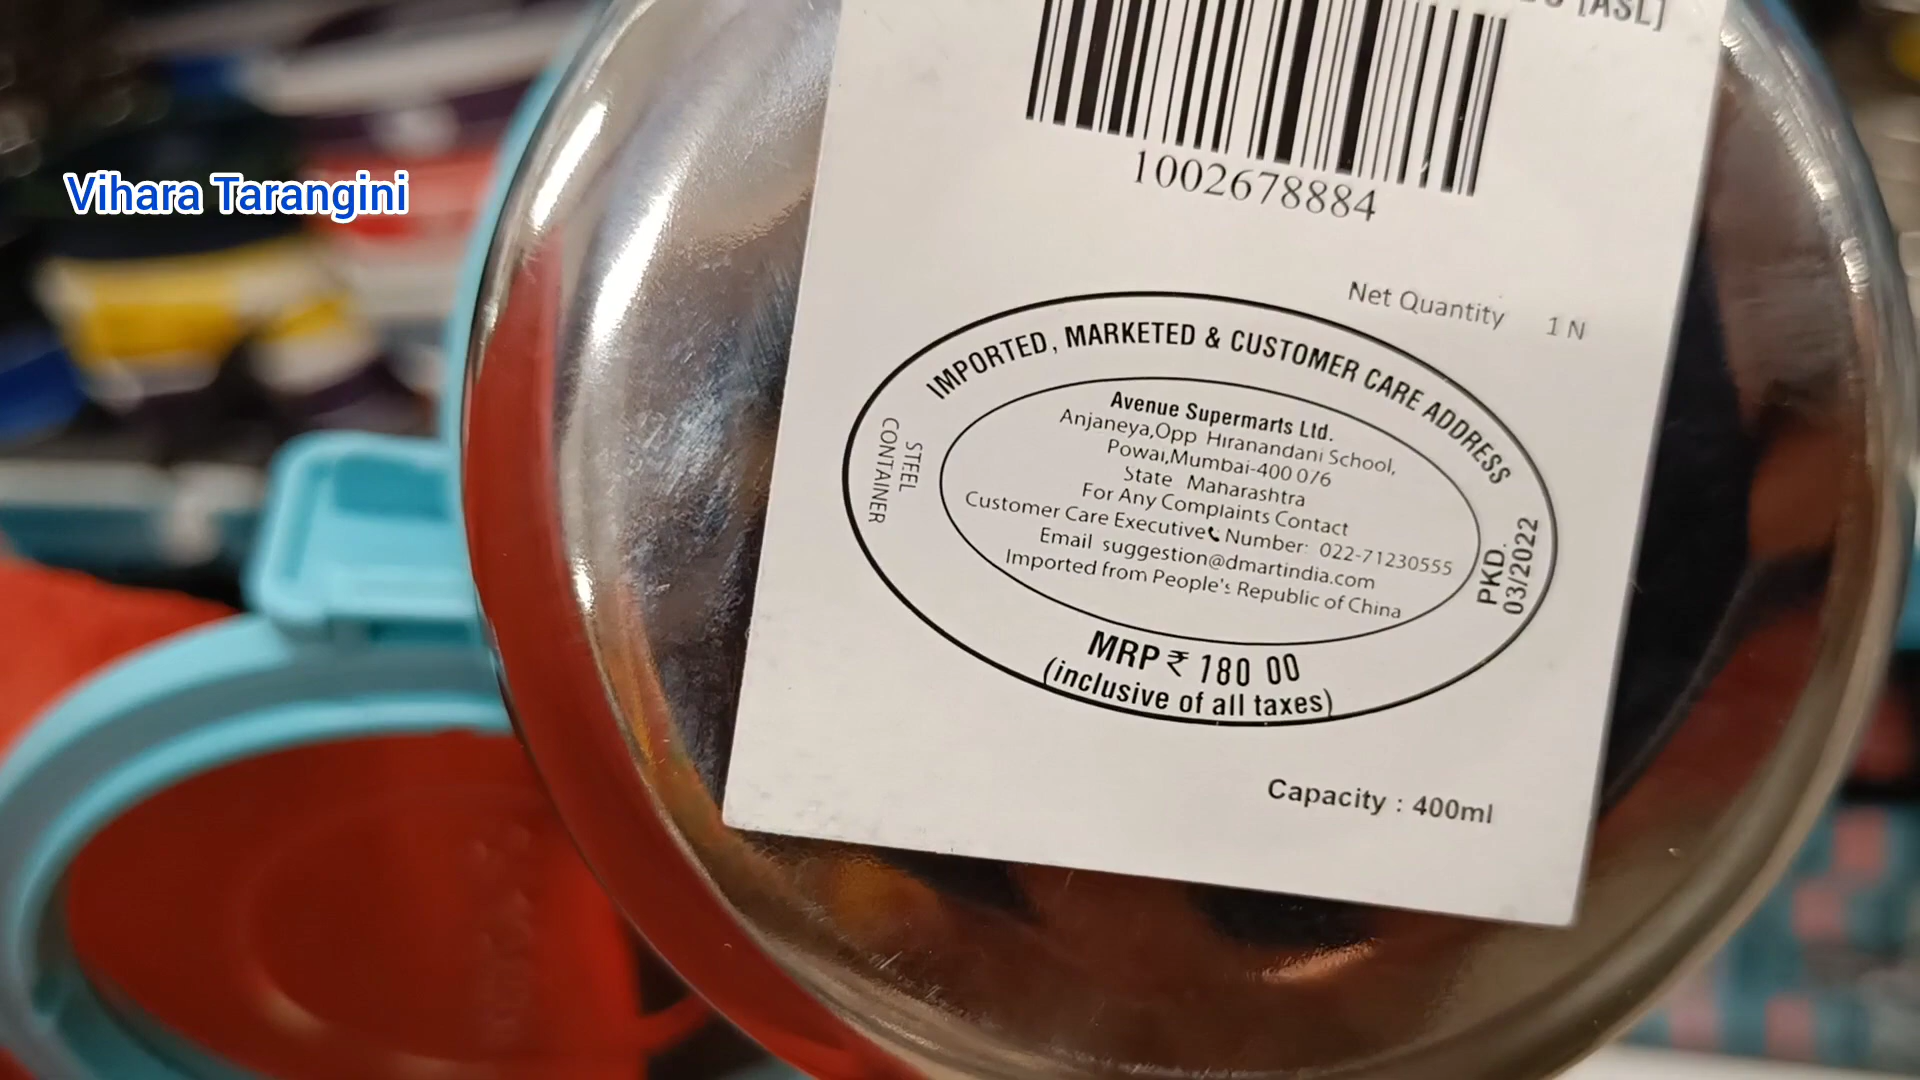 Vihara Tarangini
[ASL]
1002678884
Net Quantity 1 N
IMPORTED, MARKETED & CUSTOMER CARE ADDRESS
STEEL
CONTAINER
Avenue Supermarts Ltd.
Anjaneya,Opp Hiranandani School,
Powai,Mumbai-400 076
State Maharashtra
For Any Complaints Contact
Customer Care Executive Number: 022-71230555
Email suggestion@dmartindia.com
Imported from People's Republic of China
PKD.
03/2022
MRP ₹ 180 00
(inclusive of all taxes)
Capacity : 400ml